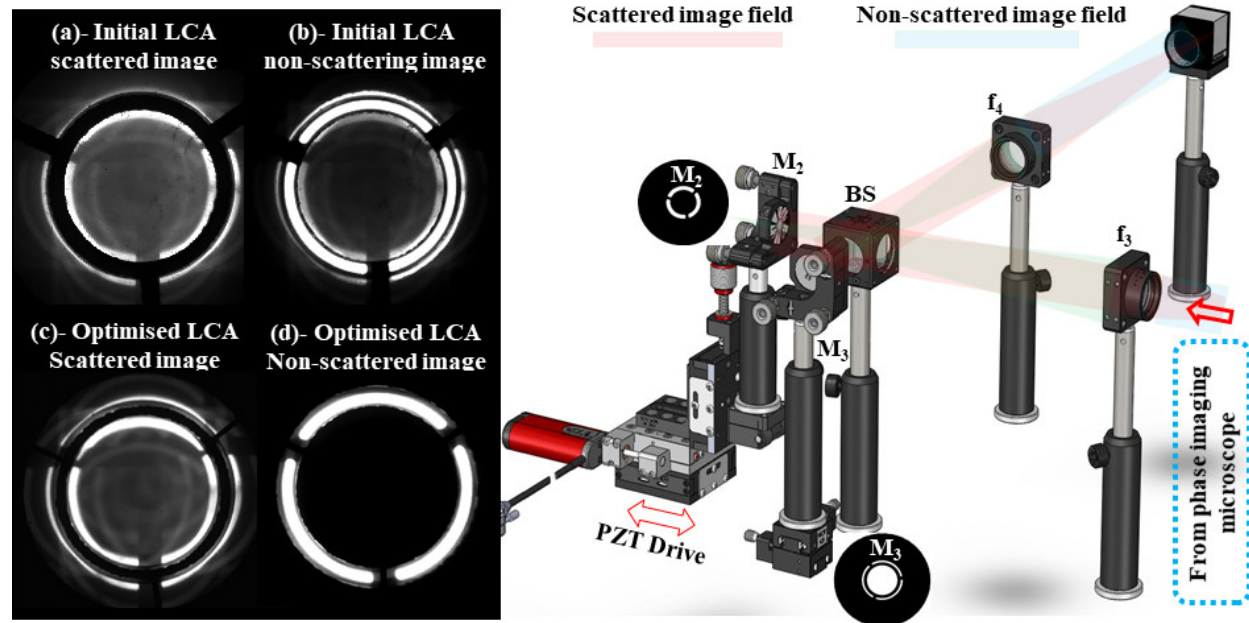 (a)- Initial LCA
scattered image
(b)- Initial LCA
non-scattering image
(c)- Optimised LCA
Scattered image
(d)- Optimised LCA
Non-scattered image
Scattered image field
Non-scattered image field
f4
M2
M2
BS
f3
M3
M3
PZT Drive
From phase imaging
microscope